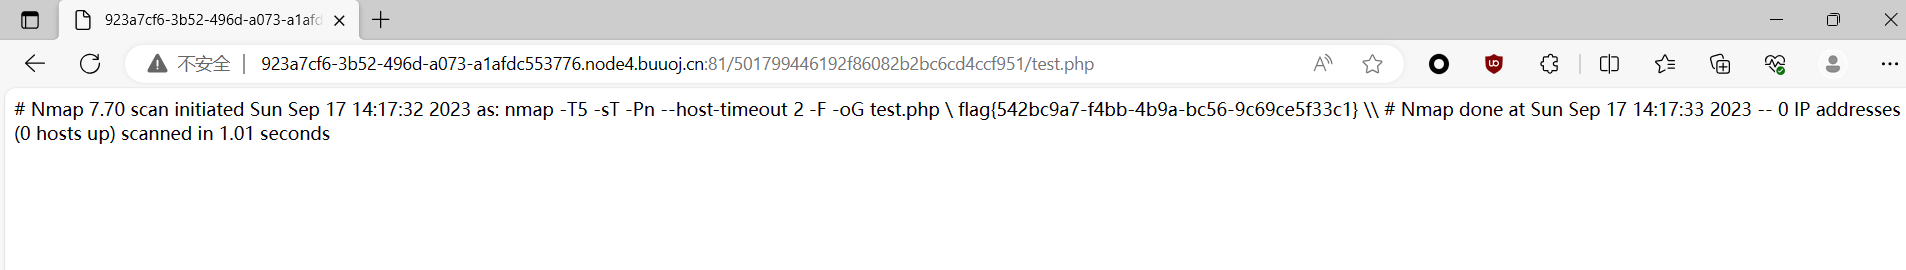 923a7cf6-3b52-496d-a073-a1afd
不安全 | 923a7cf6-3b52-496d-a073-a1afdc553776.node4.buuoj.cn:81/501799446192f86082b2bc6cd4ccf951/test.php
# Nmap 7.70 scan initiated Sun Sep 17 14:17:32 2023 as: nmap -T5 -sT -Pn --host-timeout 2 -F -oG test.php \ flag{542bc9a7-f4bb-4b9a-bc56-9c69ce5f33c1} \\ # Nmap done at Sun Sep 17 14:17:33 2023 -- 0 IP addresses
(0 hosts up) scanned in 1.01 seconds